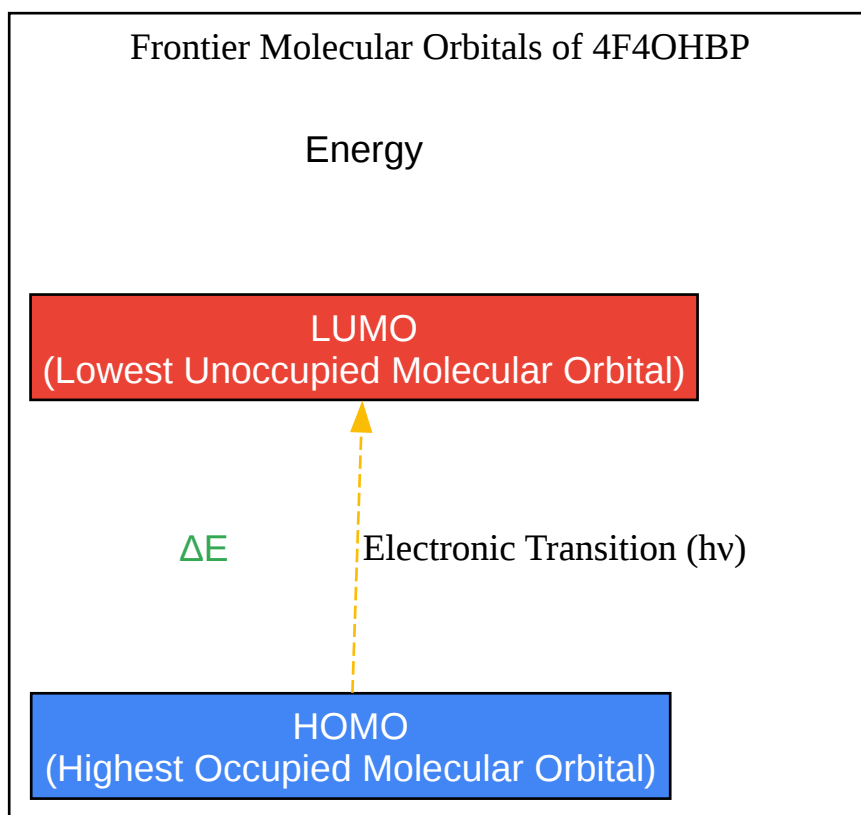 Frontier Molecular Orbitals of 4F4OHBP
Energy
LUMO
(Lowest Unoccupied Molecular Orbital)
ΔE
Electronic Transition (hν)
HOMO
(Highest Occupied Molecular Orbital)